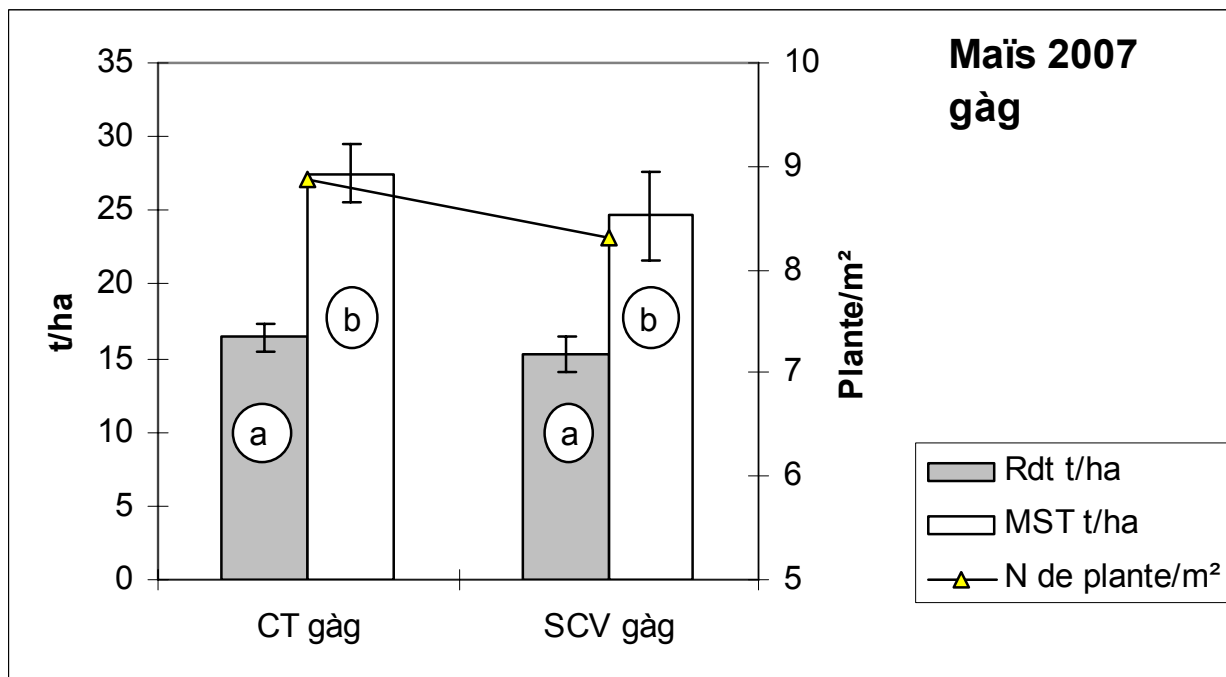 Maïs 2007
gàg
35
30
25
20
15
10
5
0
t/ha
10
9
8
7
6
5
Plante/m²
b
b
a
a
CT gàg
SCV gàg
Rdt t/ha
MST t/ha
N de plante/m²